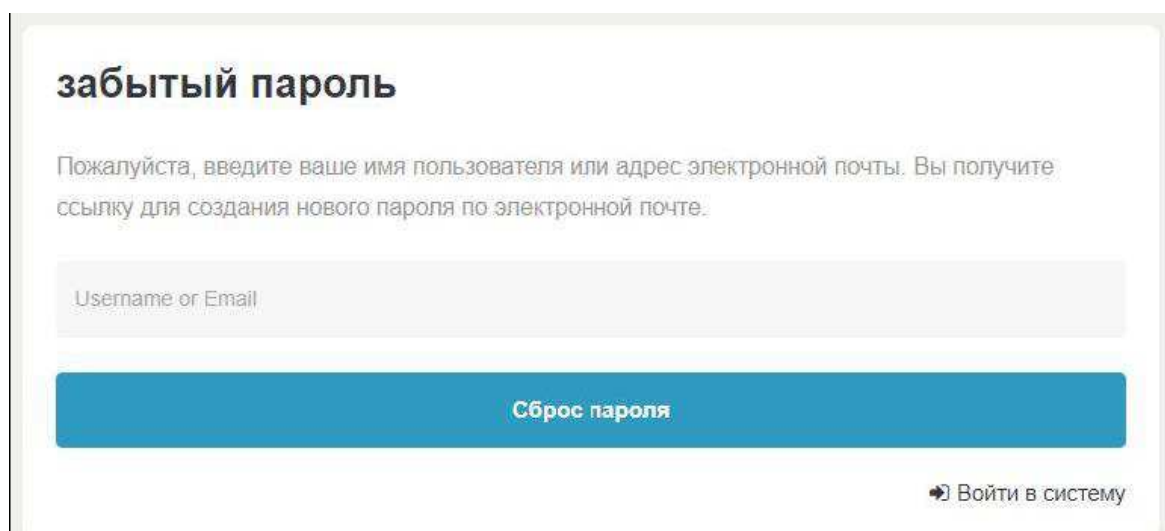 забытый пароль
Пожалуйста, введите ваше имя пользователя или адрес электронной почты. Вы получите
ссылку для создания нового пароля по электронной почте.
Username or Email
Сброс пароля
Войти в систему